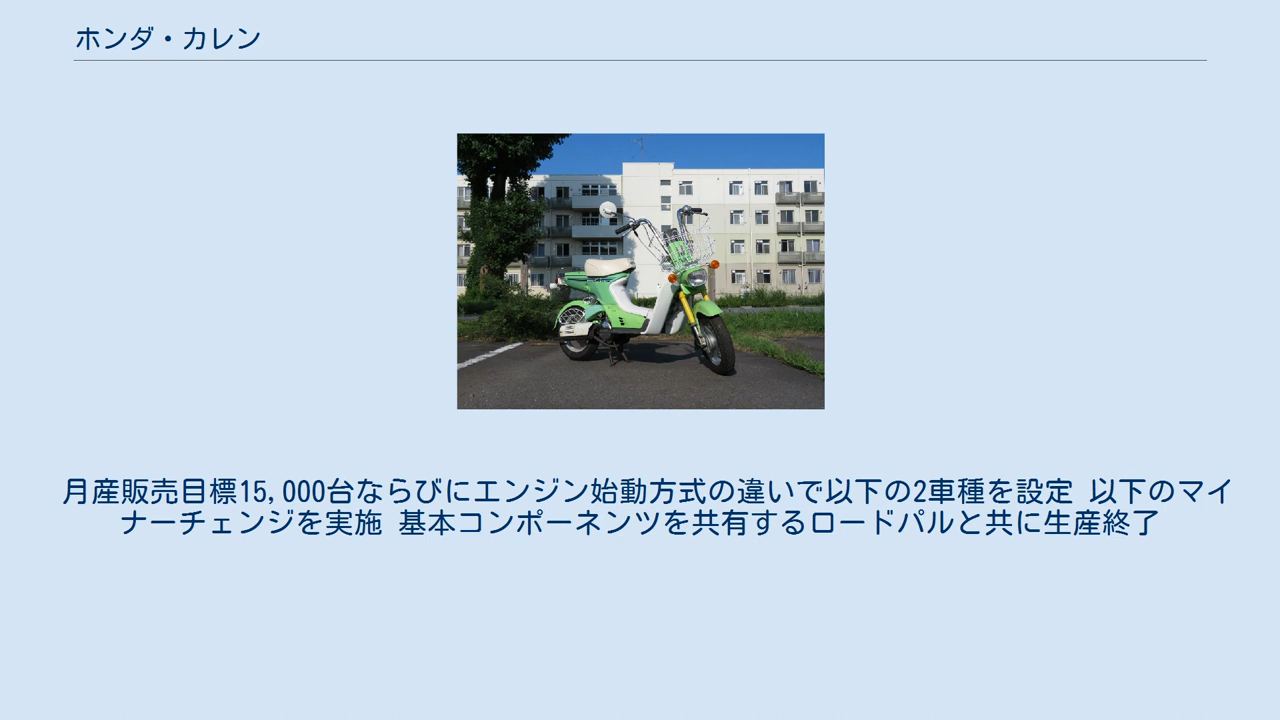 ホンダ・カレン
月産販売目標15,000台ならびにエンジン始動方式の違いで以下の2車種を設定 以下のマイ
ナーチェンジを実施 基本コンポーネンツを共有するロードパルと共に生産終了